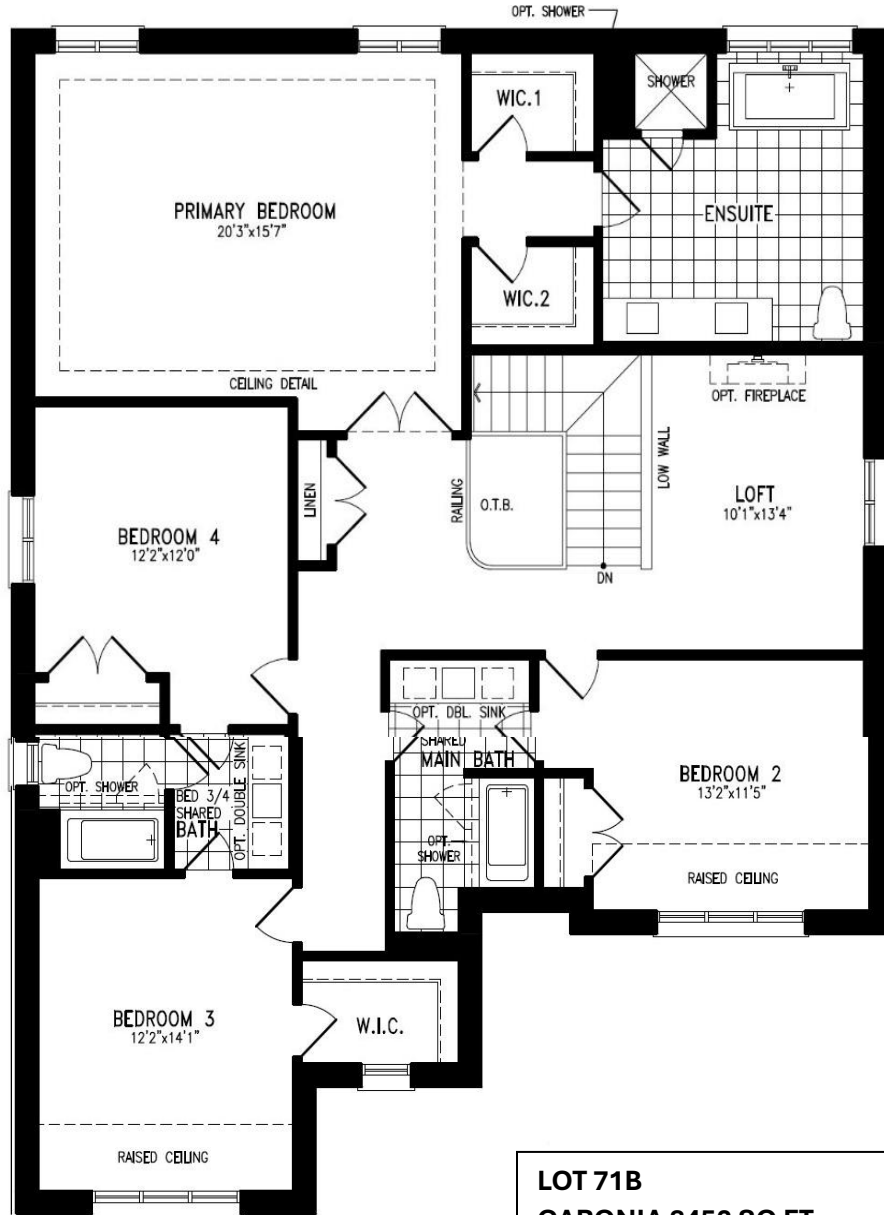 OPT. SHOWER
WIC.1
SHOWER
PRIMARY BEDROOM
20'3"x15'7"
ENSUITE
WIC.2
CEILING DETAIL
OPT. FIREPLACE
LINEN
RAILING
O.T.B.
LOW WALL
LOFT
10'1"x13'4"
BEDROOM 4
12'2"x12'0"
DN
OPT. DBL. SINK
SHARED
MAIN BATH
OPT. SHOWER
BED 3/4
SHARED
BATH
OPT. DOUBLE SINK
BEDROOM 2
13'2"x11'5"
OPT.
SHOWER
RAISED CEILING
BEDROOM 3
12'2"x14'1"
W.I.C.
RAISED CEILING
LOT 71B